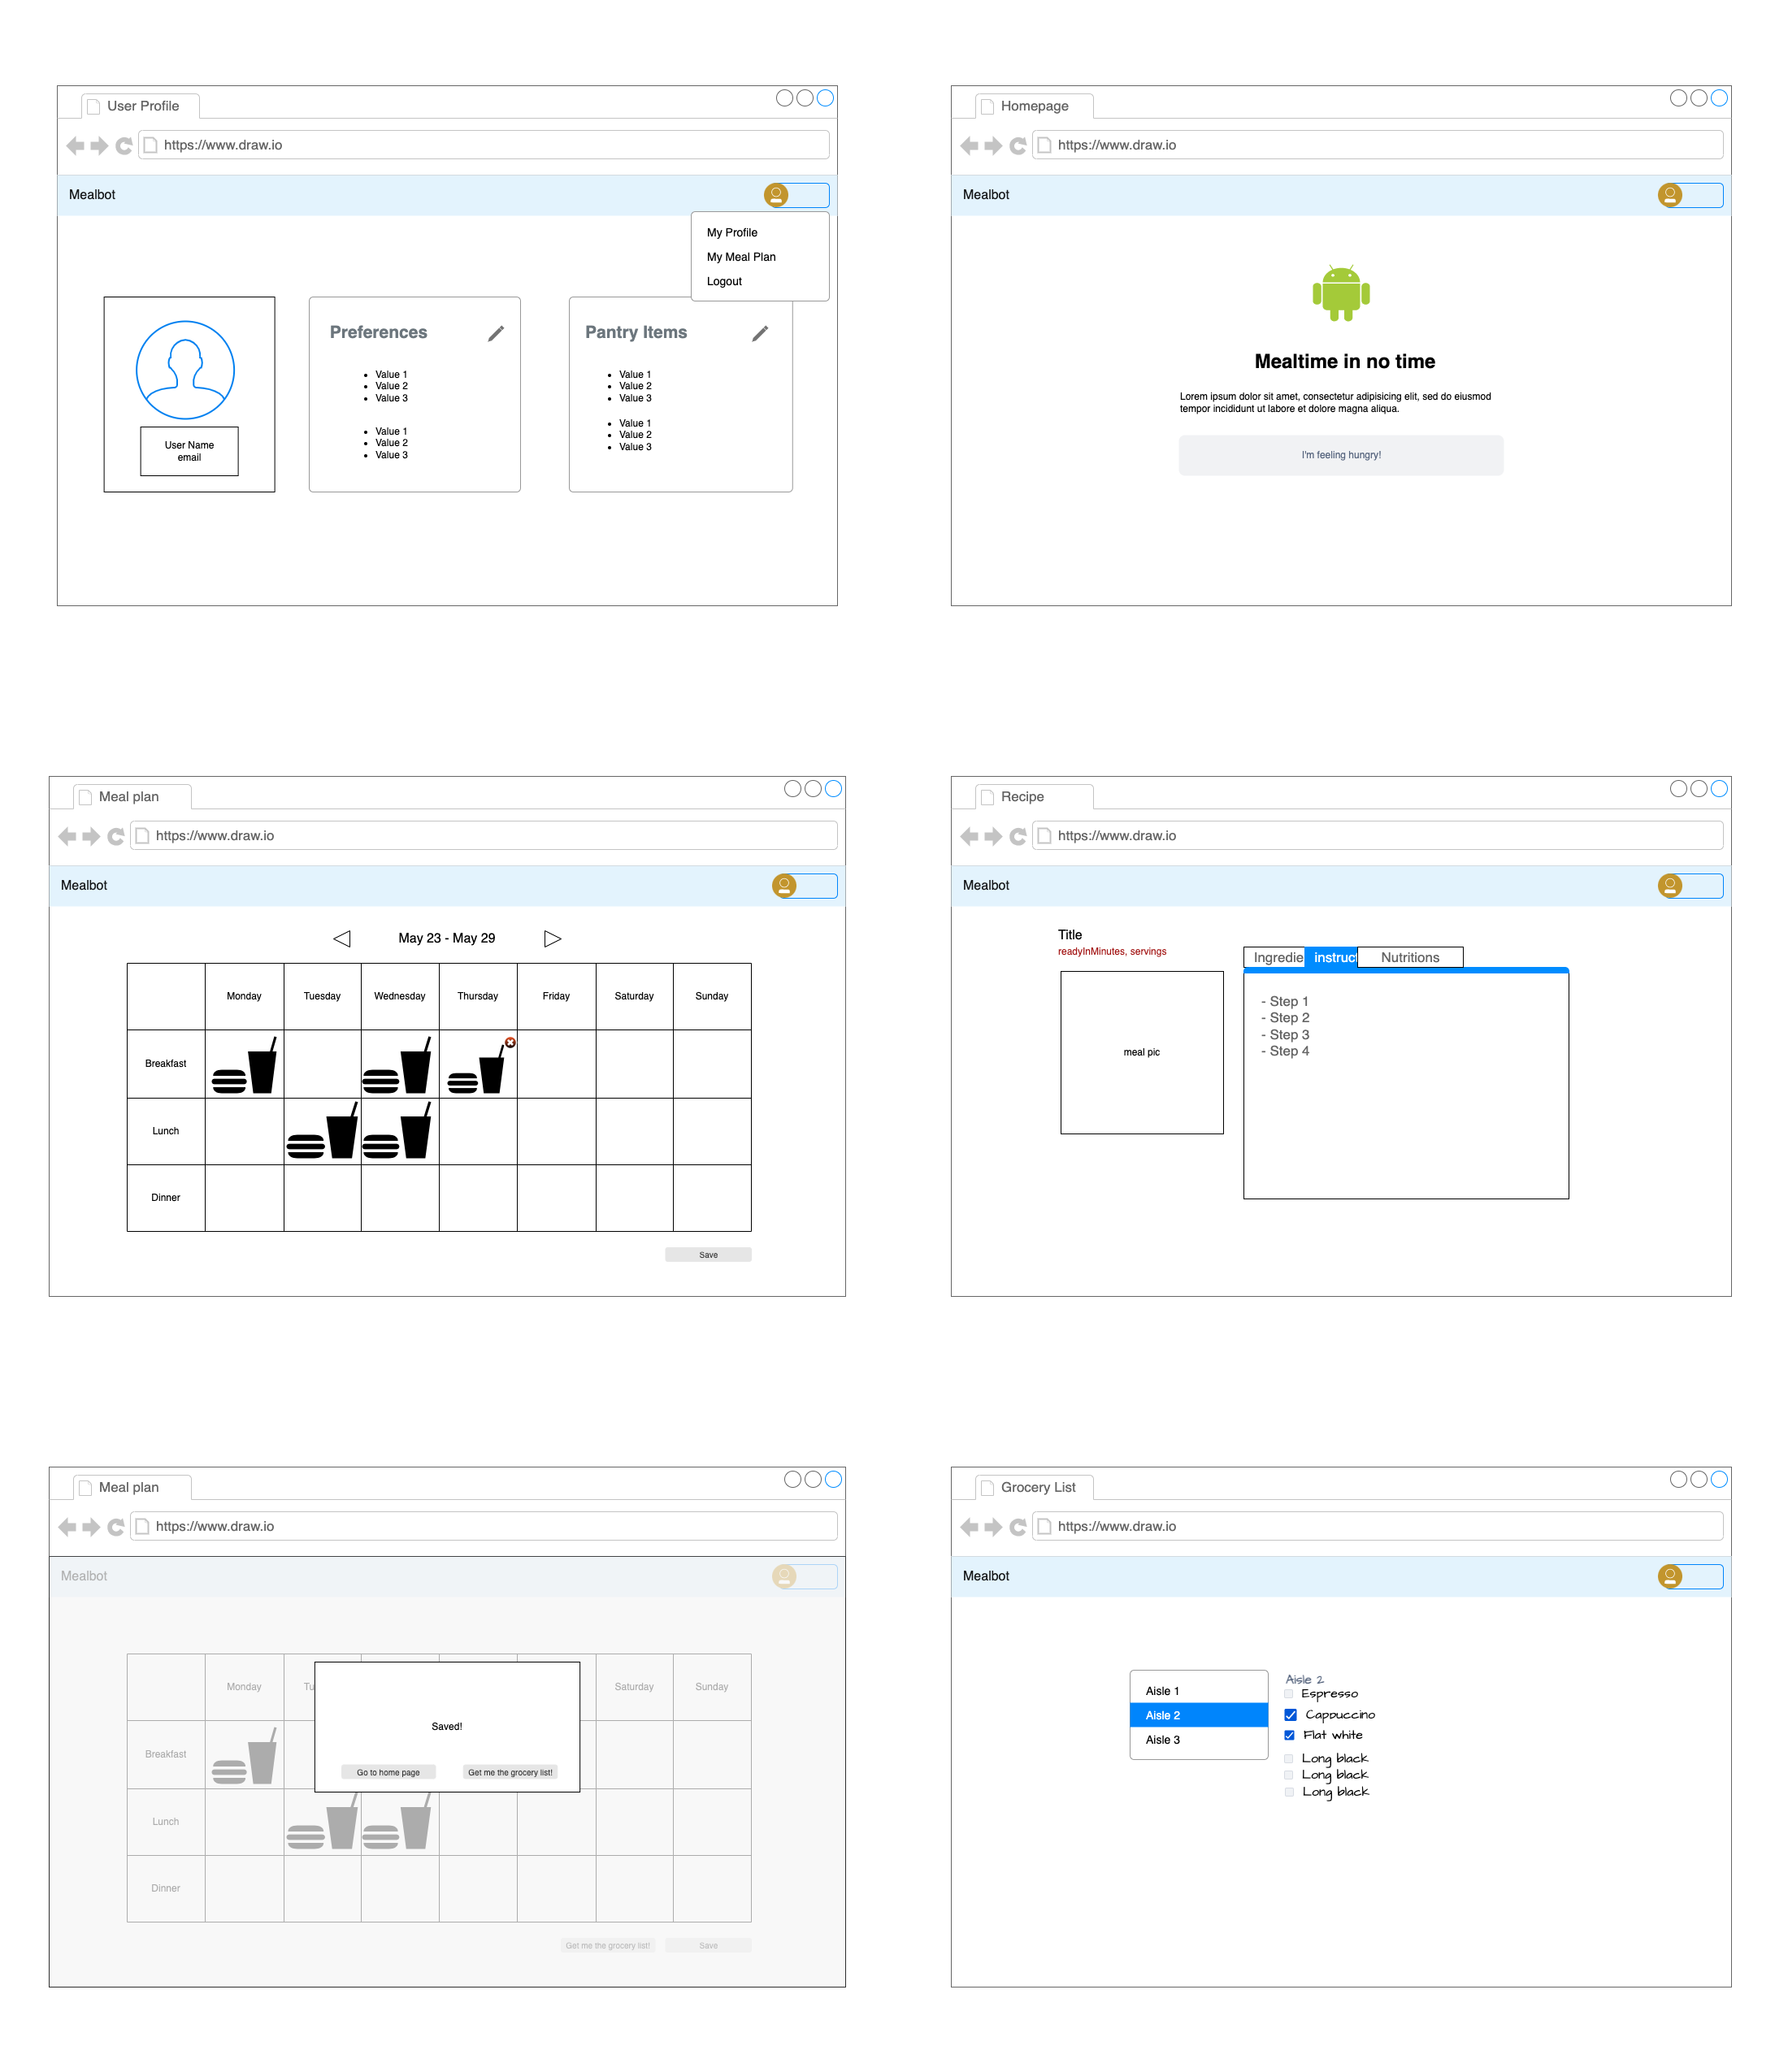 User Profile
https://www.draw.io
Mealbot
My Profile
My Meal Plan
Logout
User Name
email
Preferences
Value 1
Value 2
Value 3
Value 1
Value 2
Value 3
Pantry Items
Value 1
Value 2
Value 3
Value 1
Value 2
Value 3
Homepage
https://www.draw.io
Mealbot
Mealtime in no time
Lorem ipsum dolor sit amet, consectetur adipisicing elit, sed do eiusmod
tempor incididunt ut labore et dolore magna aliqua.
I'm feeling hungry!
Meal plan
https://www.draw.io
Mealbot
May 23 - May 29
Monday Tuesday Wednesday Thursday Friday Saturday Sunday
Breakfast
Lunch
Dinner
Save
Recipe
https://www.draw.io
Mealbot
Title
readyInMinutes, servings
meal pic
Ingredie instruct Nutritions
- Step 1
- Step 2
- Step 3
- Step 4
Meal plan
https://www.draw.io
Mealbot
Monday Tu Saturday Sunday
Breakfast
Lunch
Dinner
Saved!
Go to home page Get me the grocery list!
Get me the grocery list! Save
Grocery List
https://www.draw.io
Mealbot
Aisle 1
Aisle 2
Aisle 3
Aisle 2
Espresso
Cappuccino
Flat white
Long black
Long black
Long black